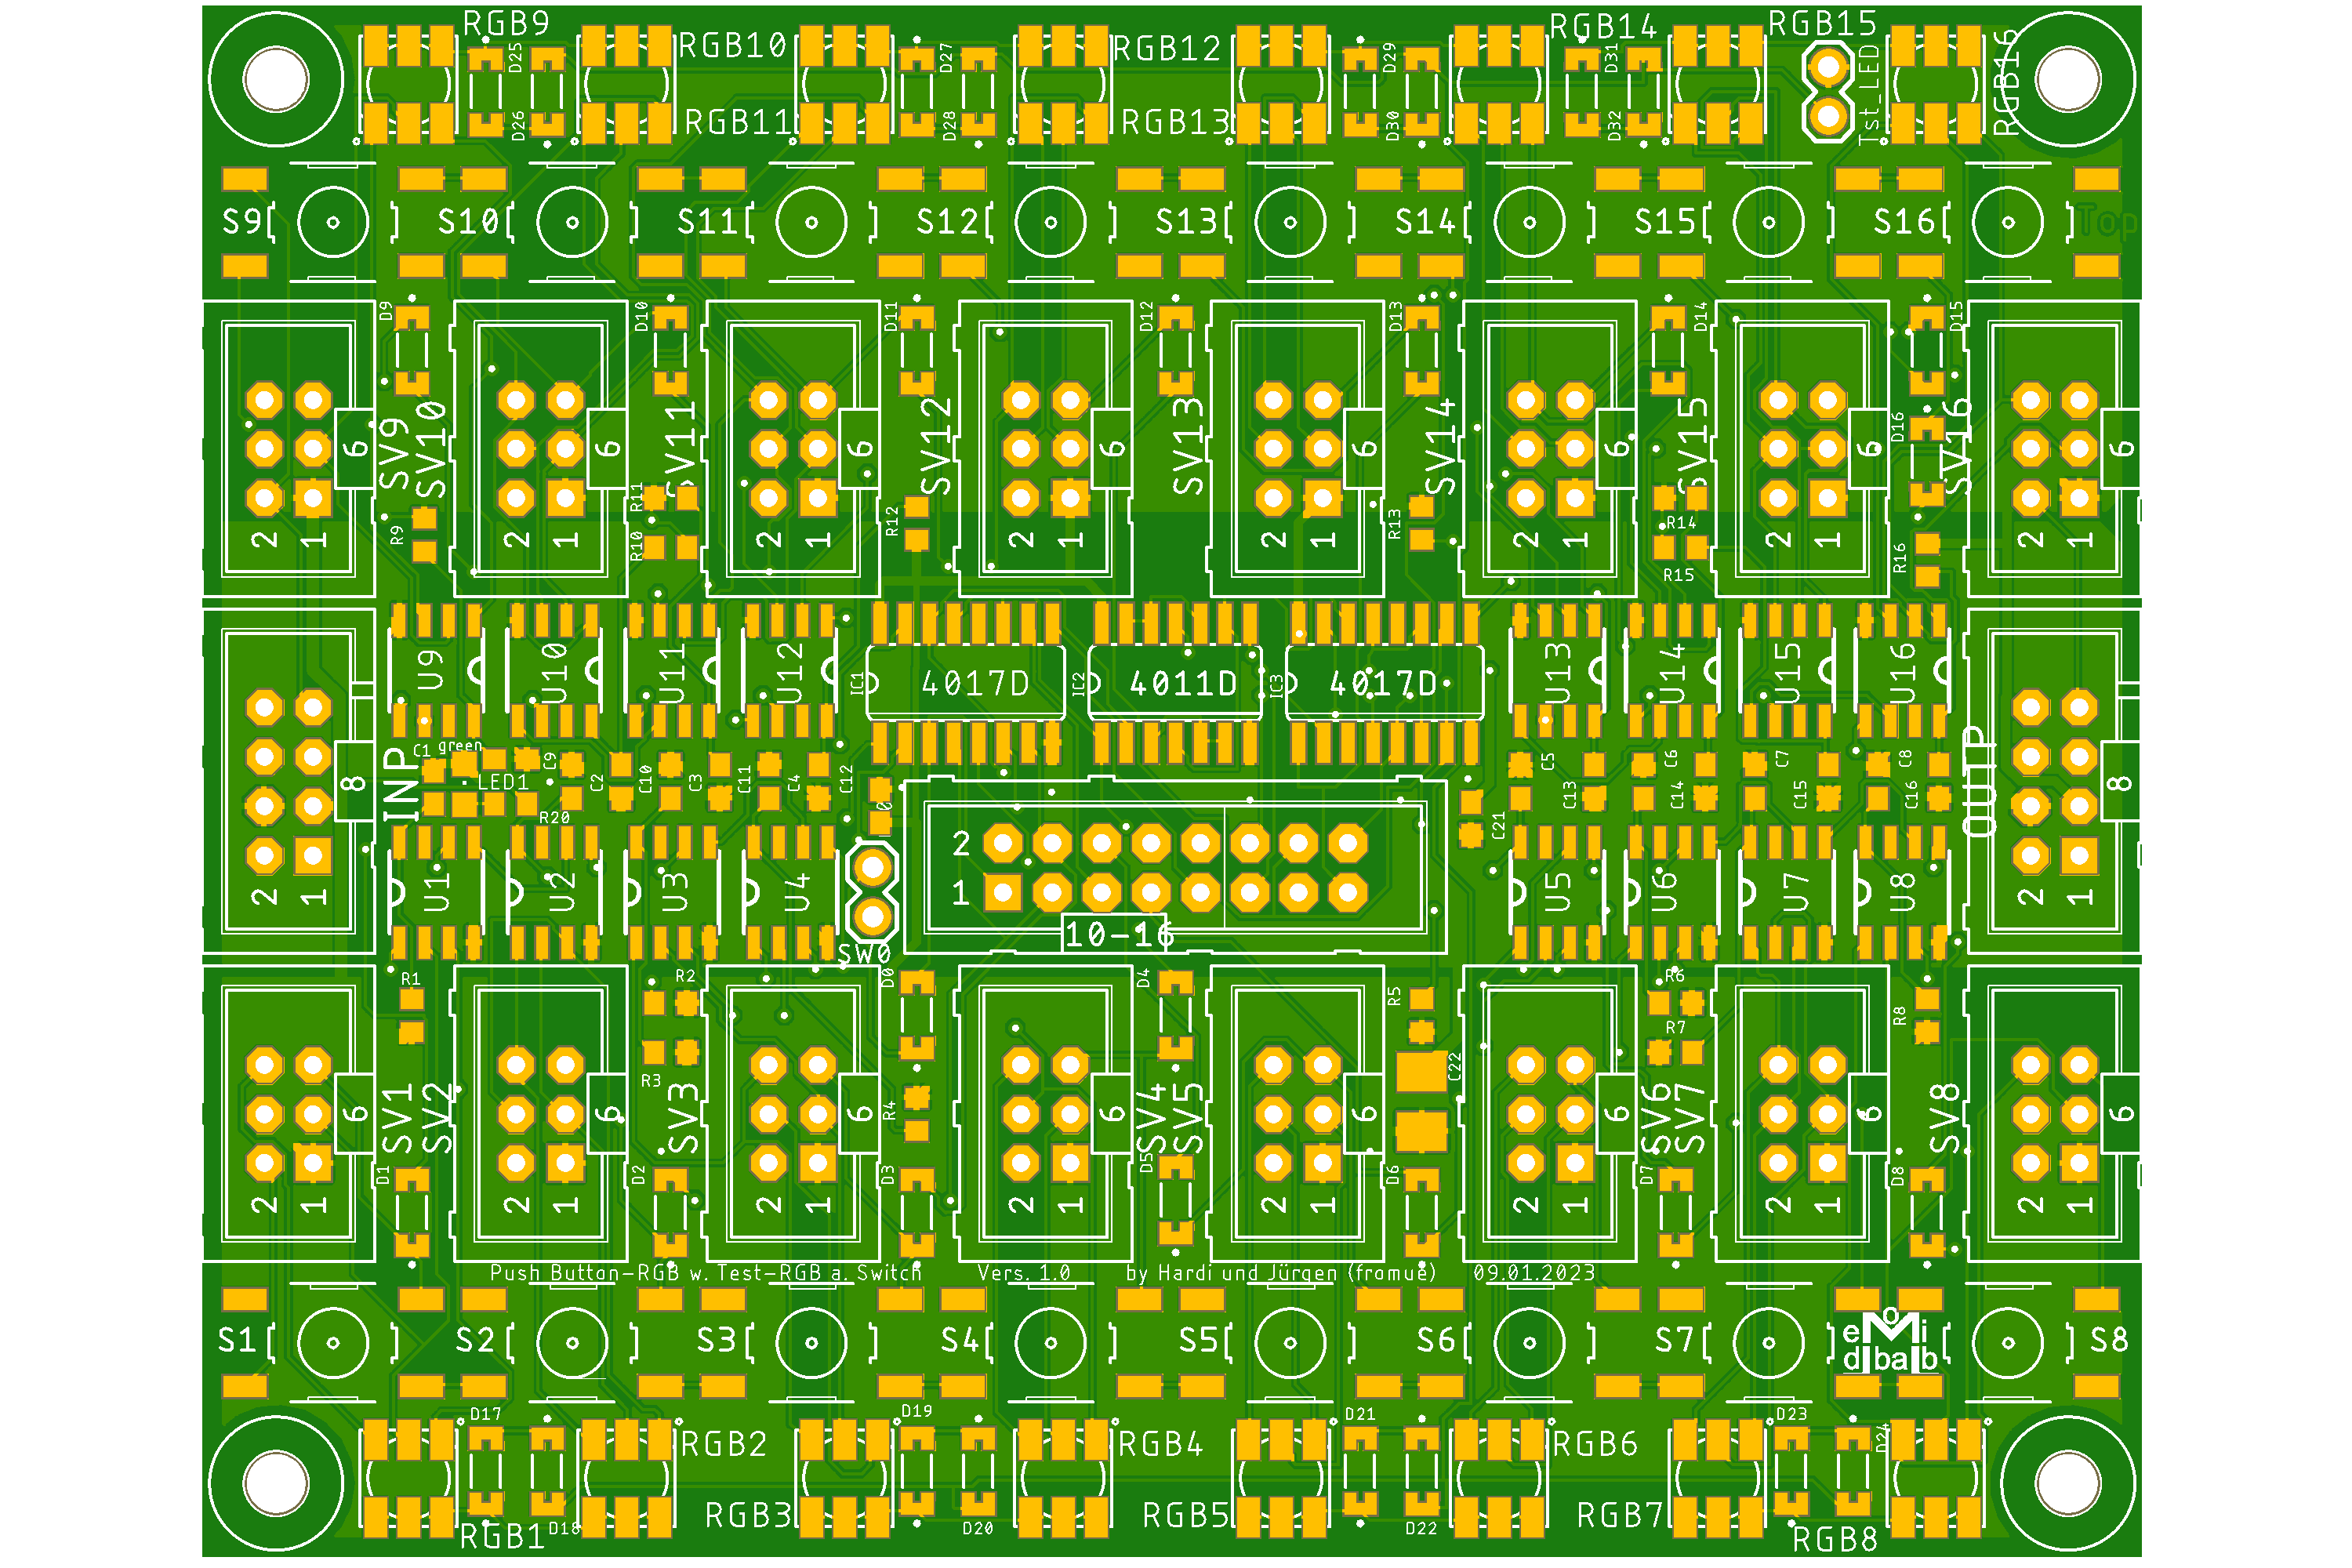 RGB9 RGB10 RGB12 RGB14 RGB15 RGB16
D25 D27 D29 D31 Tst_LED
D26 RGB11 D28 RGB13 D30 D32
S9 S10 S11 S12 S13 S14 S15 S16 Top
D9 D10 D11 D12 D13 D14 D15
SV9 SV10 SV11 SV12 SV13 SV14 SV15 D16 SV16
6 6 6 6 6 6 6 6
R9 R11 R10 R12 R13 R14 R15 R16
2 1 2 1 2 1 2 1 2 1 2 1 2 1 2 1
U9 U10 U11 U12 IC1 4017D IC2 4011D IC3 4017D U13 U14 U15 U16
C1 green C9 C2 C10 C3 C11 C4 C12 C5 C13 C6 C14 C7 C15 C8 C16
INP 8 LED1 R20 C21 OUTP 8
2 1 U1 U2 U3 U4 2 1 U5 U6 U7 U8 2 1
SW0 10-16
R1 R2 D0 D4 R5 R6 R8
R3 R4 C22 R7
6 SV1 SV2 6 SV3 6 6 SV4 SV5 6 6 SV6 SV7 6 SV8 6
D1 D2 D3 D5 D6 D7 D8
2 1 2 1 2 1 2 1 2 1 2 1 2 1 2 1
Push Button-RGB w. Test-RGB a. Switch Vers. 1.0 by Hardi und Jürgen (framue) 09.01.2023
S1 S2 S3 S4 S5 S6 S7 S8
D17 D19 D21 D23 D24
RGB2 RGB4 RGB6
RGB3 RGB5 RGB7
RGB1 D18 D20 D22 RGB8